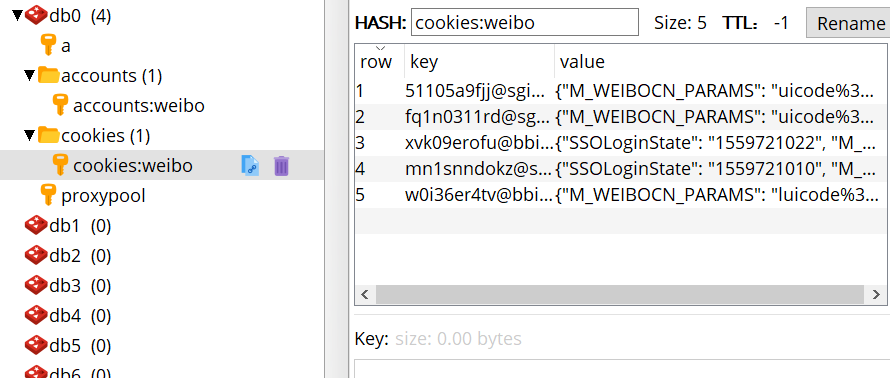 db0 (4)
a
accounts (1)
accounts:weibo
cookies (1)
cookies:weibo
proxypool
db1 (0)
db2 (0)
db3 (0)
db4 (0)
db5 (0)
db6 (0)
HASH: cookies:weibo Size: 5 TTL: -1 Rename
row key value
1 51105a9fjj@sgi... {"M_WEIBOCN_PARAMS": "uicode%3...
2 fq1n0311rd@sg... {"M_WEIBOCN_PARAMS": "uicode%3...
3 xvk09erofu@bbi... {"SSOLoginState": "1559721022", "M_...
4 mn1snndokz@s... {"SSOLoginState": "1559721010", "M_...
5 w0i36er4tv@bbi... {"M_WEIBOCN_PARAMS": "luicode%3...
Key: size: 0.00 bytes